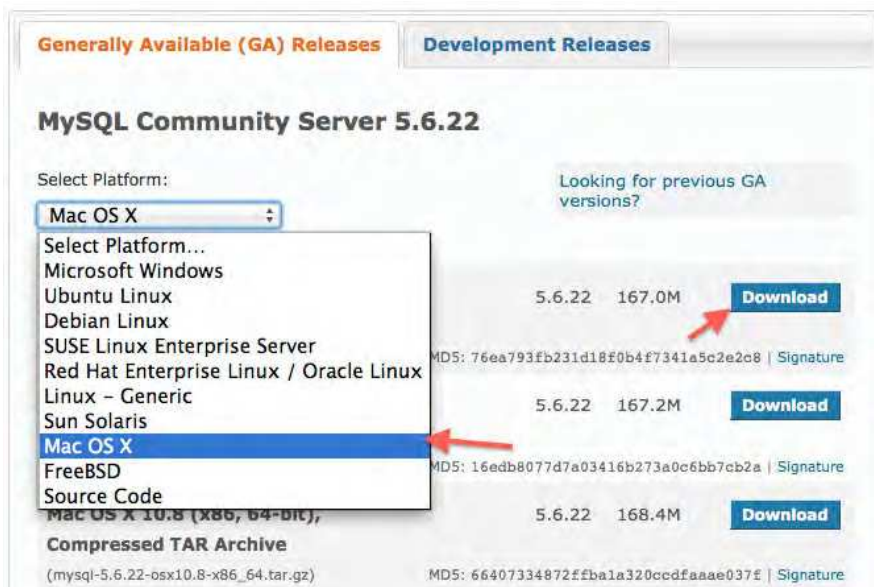 Generally Available (GA) Releases
Development Releases
MySQL Community Server 5.6.22
Select Platform:
Looking for previous GA
versions?
Mac OS X
Select Platform...
Microsoft Windows
Ubuntu Linux
Debian Linux
SUSE Linux Enterprise Server
Red Hat Enterprise Linux / Oracle Linux
Linux – Generic
Sun Solaris
Mac OS X
FreeBSD
Source Code
5.6.22 167.0M Download
MD5: 76ea793fb231d18f0b4f7341a5c2e2c8 | Signature
5.6.22 167.2M Download
MD5: 16edb8077d7a03416b273a0c6bb7cb2a | Signature
Mac OS X 10.8 (x86, 64-bit),
Compressed TAR Archive
5.6.22 168.4M Download
(mysql-5.6.22-osx10.8-x86_64.tar.gz)
MD5: 66407334872ffba1a320ccdfaaae037f | Signature